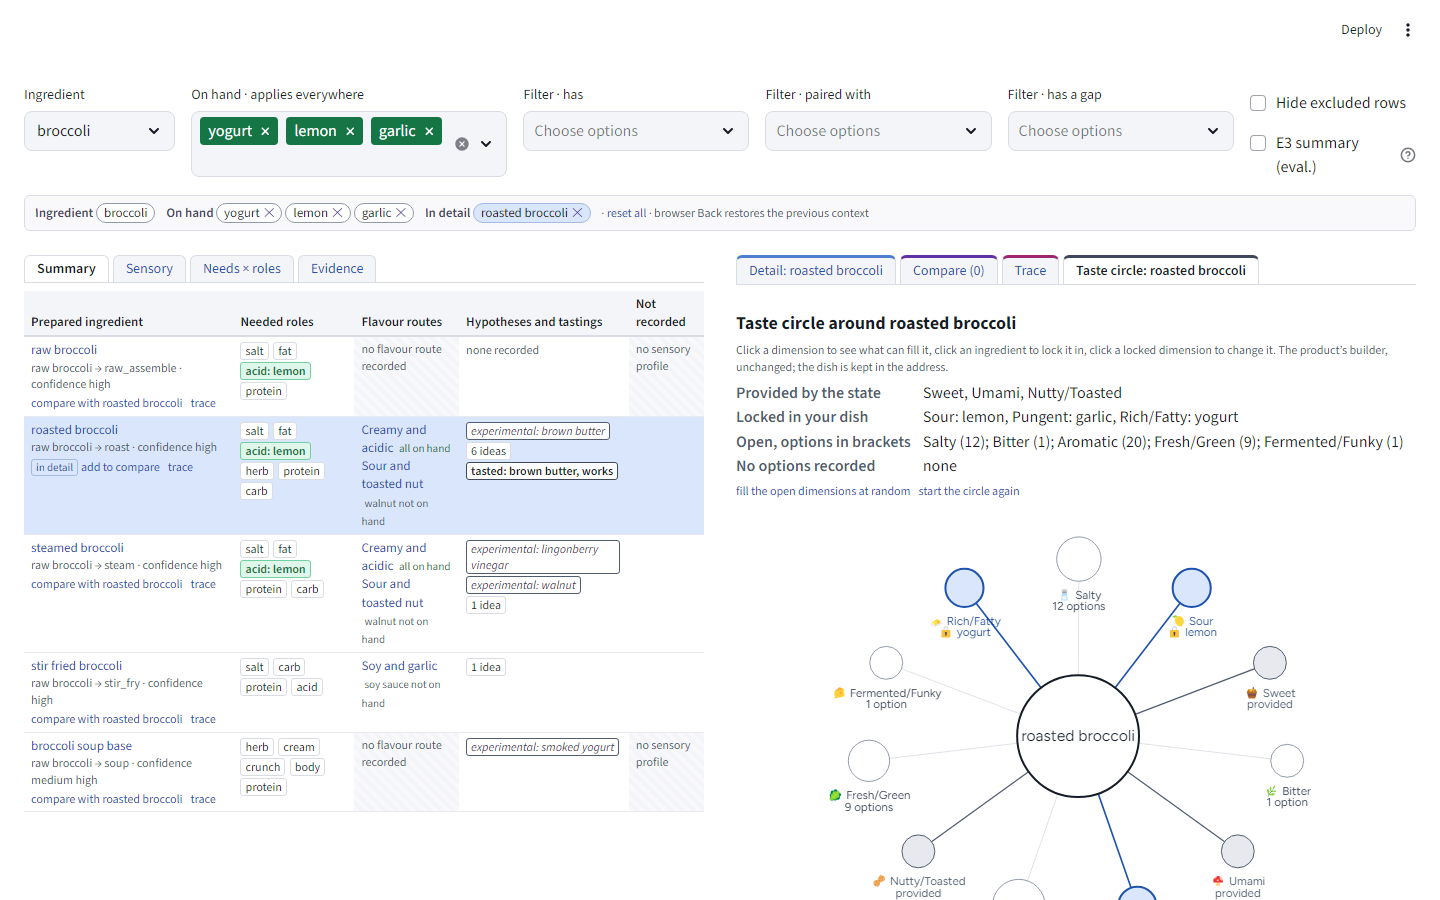 Deploy
Ingredient
On hand · applies everywhere
Filter · has
Filter · paired with
Filter · has a gap
broccoli
yogurt × lemon × garlic ×
Choose options
Choose options
Choose options
Hide excluded rows
E3 summary
(eval.)
Ingredient broccoli On hand yogurt × lemon × garlic × In detail roasted broccoli × · reset all · browser Back restores the previous context
Summary
Sensory
Needs × roles
Evidence
Prepared ingredient
Needed roles
Flavour routes
Hypotheses and tastings
Not
recorded
raw broccoli
raw broccoli → raw_assemble ·
confidence high
compare with roasted broccoli trace
salt fat
acid: lemon
protein
no flavour route
recorded
none recorded
no sensory
profile
roasted broccoli
raw broccoli → roast · confidence high
in detail add to compare trace
salt fat
acid: lemon
herb protein
carb
Creamy and
acidic all on hand
Sour and
toasted nut
walnut not on
hand
experimental: brown butter
6 ideas
tasted: brown butter, works
steamed broccoli
raw broccoli → steam · confidence high
compare with roasted broccoli trace
salt fat
acid: lemon
protein carb
Creamy and
acidic all on hand
Sour and
toasted nut
walnut not on
hand
experimental: lingonberry
vinegar
experimental: walnut
1 idea
stir fried broccoli
raw broccoli → stir_fry · confidence
high
compare with roasted broccoli trace
salt carb
protein acid
Soy and garlic
soy sauce not on
hand
1 idea
broccoli soup base
raw broccoli → soup · confidence
medium high
compare with roasted broccoli trace
herb cream
crunch body
protein
no flavour route
recorded
experimental: smoked yogurt
no sensory
profile
Detail: roasted broccoli
Compare (0)
Trace
Taste circle: roasted broccoli
Taste circle around roasted broccoli
Click a dimension to see what can fill it, click an ingredient to lock it in, click a locked dimension to change it. The product's builder,
unchanged; the dish is kept in the address.
Provided by the state Sweet, Umami, Nutty/Toasted
Locked in your dish Sour: lemon, Pungent: garlic, Rich/Fatty: yogurt
Open, options in brackets Salty (12); Bitter (1); Aromatic (20); Fresh/Green (9); Fermented/Funky (1)
No options recorded none
fill the open dimensions at random start the circle again
Salty
12 options
Rich/Fatty
yogurt
Sour
lemon
Fermented/Funky
1 option
Sweet
provided
roasted broccoli
Fresh/Green
9 options
Bitter
1 option
Nutty/Toasted
provided
Umami
provided